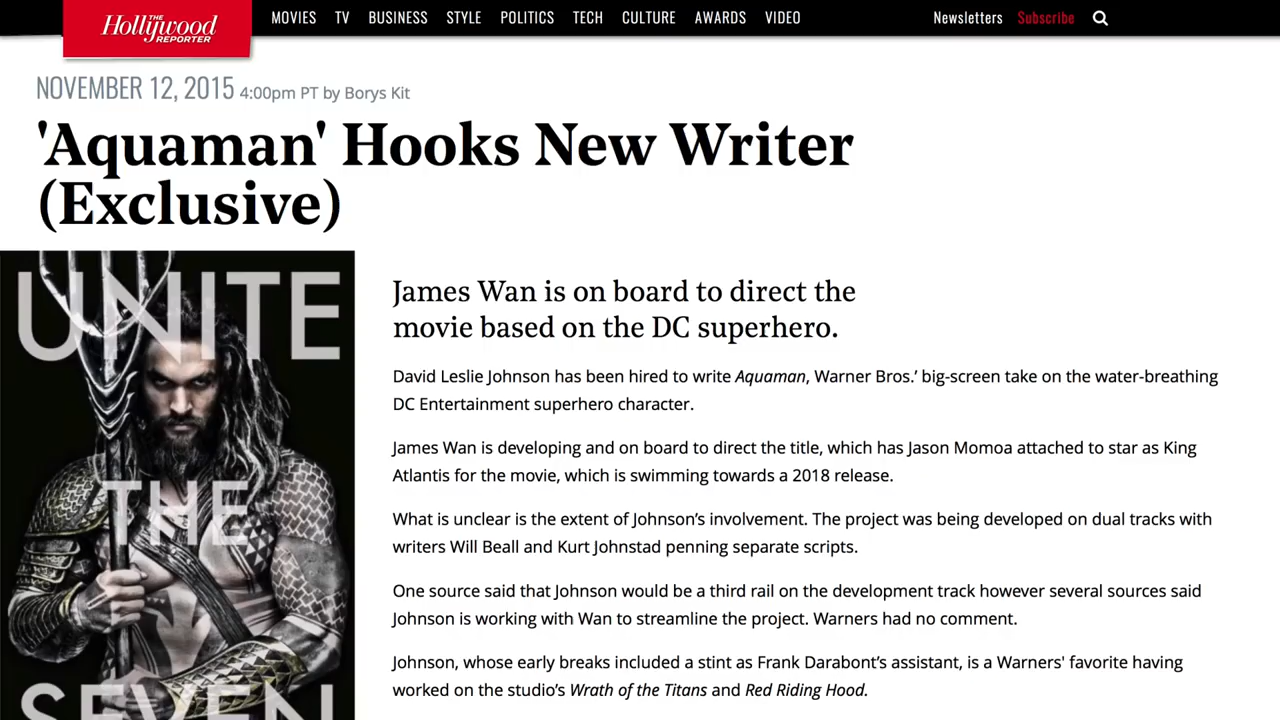 The Hollywood REPORTER
MOVIES TV BUSINESS STYLE POLITICS TECH CULTURE AWARDS VIDEO Newsletters Subscribe
NOVEMBER 12, 2015 4:00pm PT by Borys Kit
'Aquaman' Hooks New Writer
(Exclusive)
UNITE
THE
SEVEN
James Wan is on board to direct the
movie based on the DC superhero.
David Leslie Johnson has been hired to write Aquaman, Warner Bros.’ big-screen take on the water-breathing
DC Entertainment superhero character.
James Wan is developing and on board to direct the title, which has Jason Momoa attached to star as King
Atlantis for the movie, which is swimming towards a 2018 release.
What is unclear is the extent of Johnson’s involvement. The project was being developed on dual tracks with
writers Will Beall and Kurt Johnstad penning separate scripts.
One source said that Johnson would be a third rail on the development track however several sources said
Johnson is working with Wan to streamline the project. Warners had no comment.
Johnson, whose early breaks included a stint as Frank Darabont’s assistant, is a Warners' favorite having
worked on the studio’s Wrath of the Titans and Red Riding Hood.